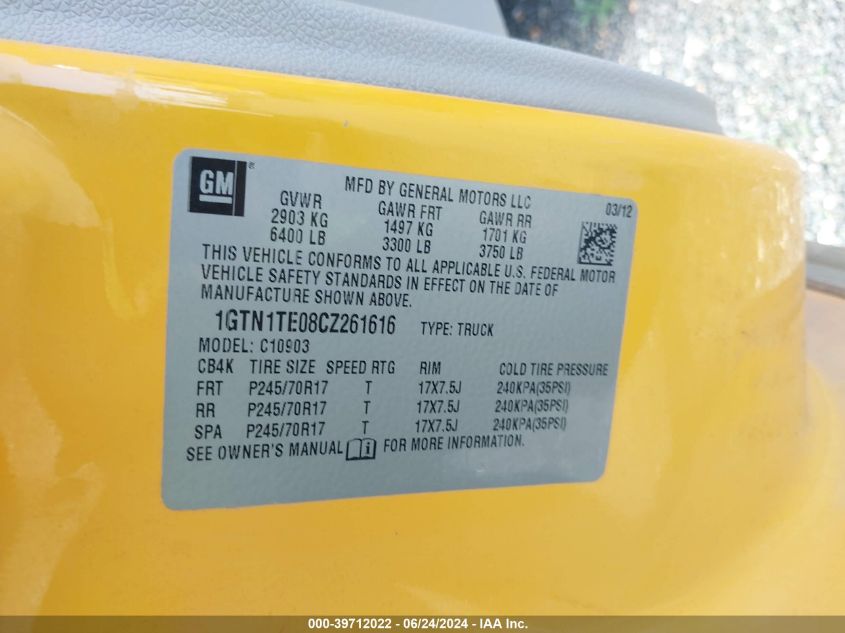 GM®
MFD BY GENERAL MOTORS LLC
03/12
GVWR GAWR FRT GAWR RR
2903 KG 1497 KG 1701 KG
6400 LB 3300 LB 3750 LB
THIS VEHICLE CONFORMS TO ALL APPLICABLE U.S. FEDERAL MOTOR
VEHICLE SAFETY STANDARDS IN EFFECT ON THE DATE OF
MANUFACTURE SHOWN ABOVE.
1GTN1TE08CZ261616 TYPE: TRUCK
MODEL: C10903
CB4K TIRE SIZE SPEED RTG RIM COLD TIRE PRESSURE
FRT P245/70R17 T 17X7.5J 240KPA(35PSI)
RR P245/70R17 T 17X7.5J 240KPA(35PSI)
SPA P245/70R17 T 17X7.5J 240KPA(35PSI)
SEE OWNER'S MANUAL i FOR MORE INFORMATION.
000-39712022 - 06/24/2024 - IAA Inc.